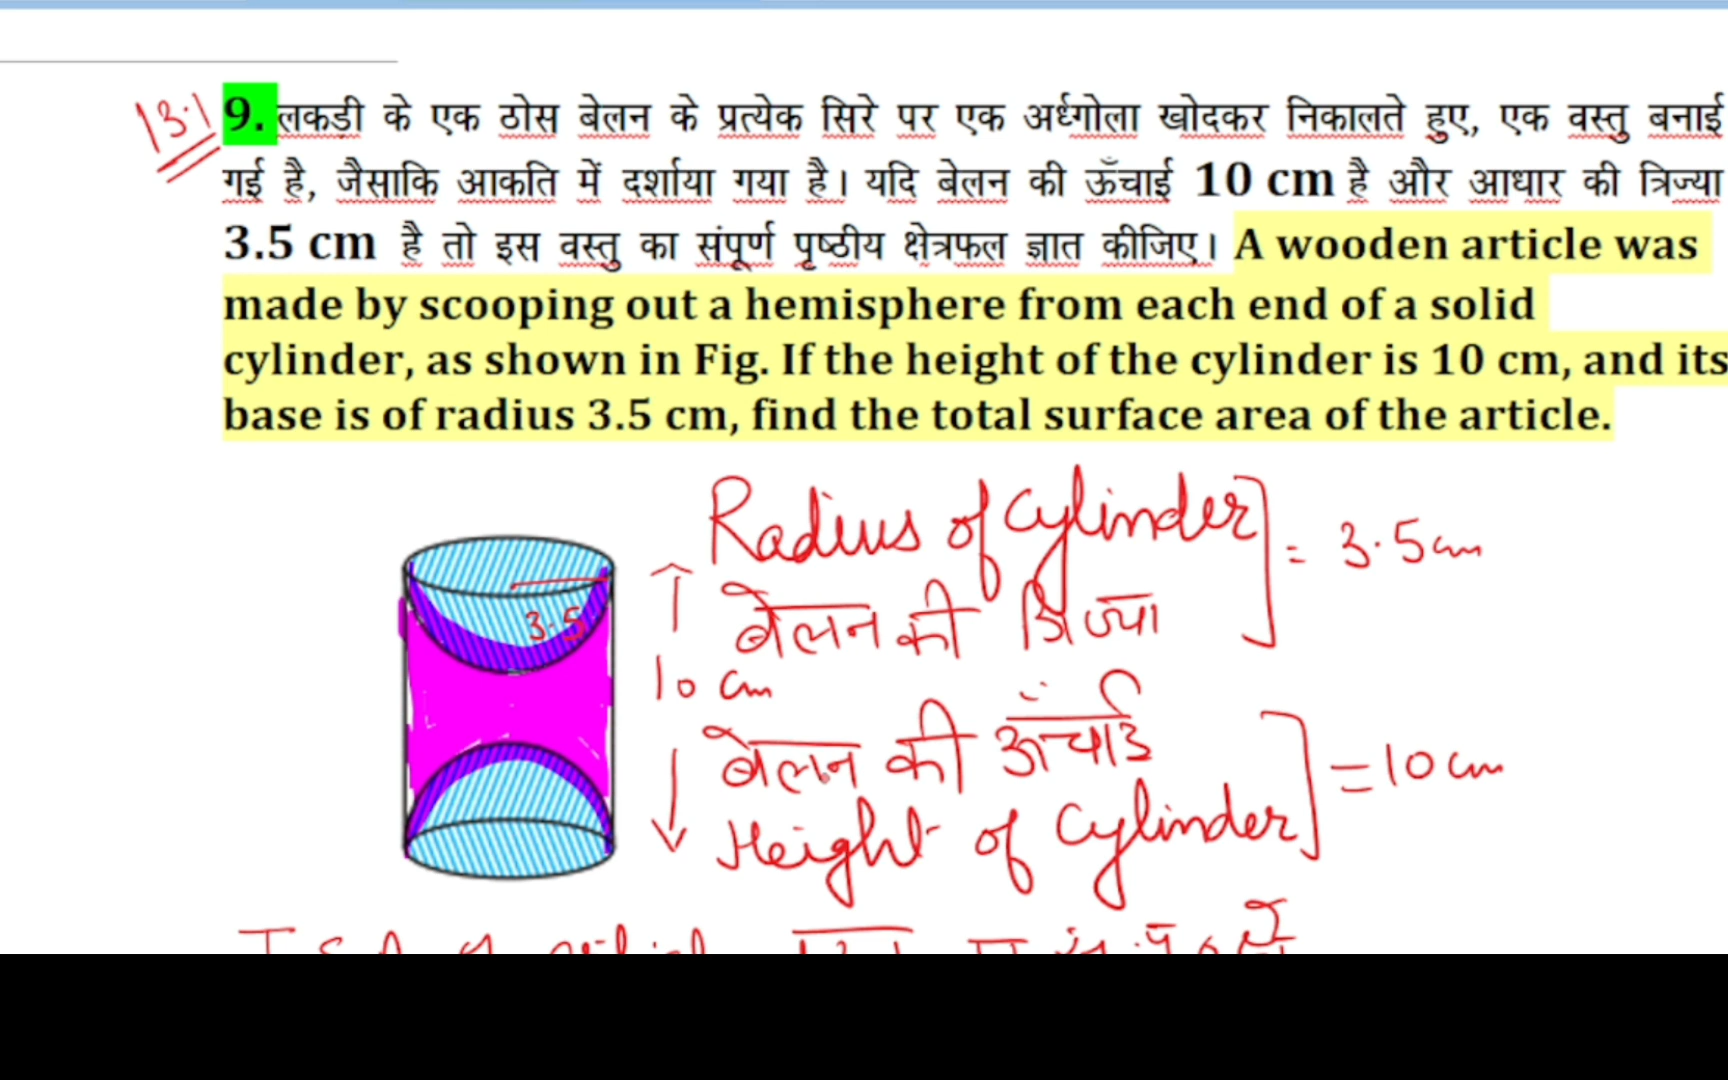 13.1 9. लकड़ी के एक ठोस बेलन के प्रत्येक सिरे पर एक अर्धगोला खोदकर निकालते हुए, एक वस्तु बनाई
गई है, जैसाकि आकति में दर्शाया गया है। यदि बेलन की ऊँचाई 10 cm है और आधार की त्रिज्या
3.5 cm है तो इस वस्तु का संपूर्ण पृष्ठीय क्षेत्रफल ज्ञात कीजिए। A wooden article was
made by scooping out a hemisphere from each end of a solid
cylinder, as shown in Fig. If the height of the cylinder is 10 cm, and its
base is of radius 3.5 cm, find the total surface area of the article.
Radius of Cylinder = 3.5 cm
बेलन की त्रिज्या
3.5
10 cm
बेलन की ऊंचाई = 10 cm
Height of Cylinder